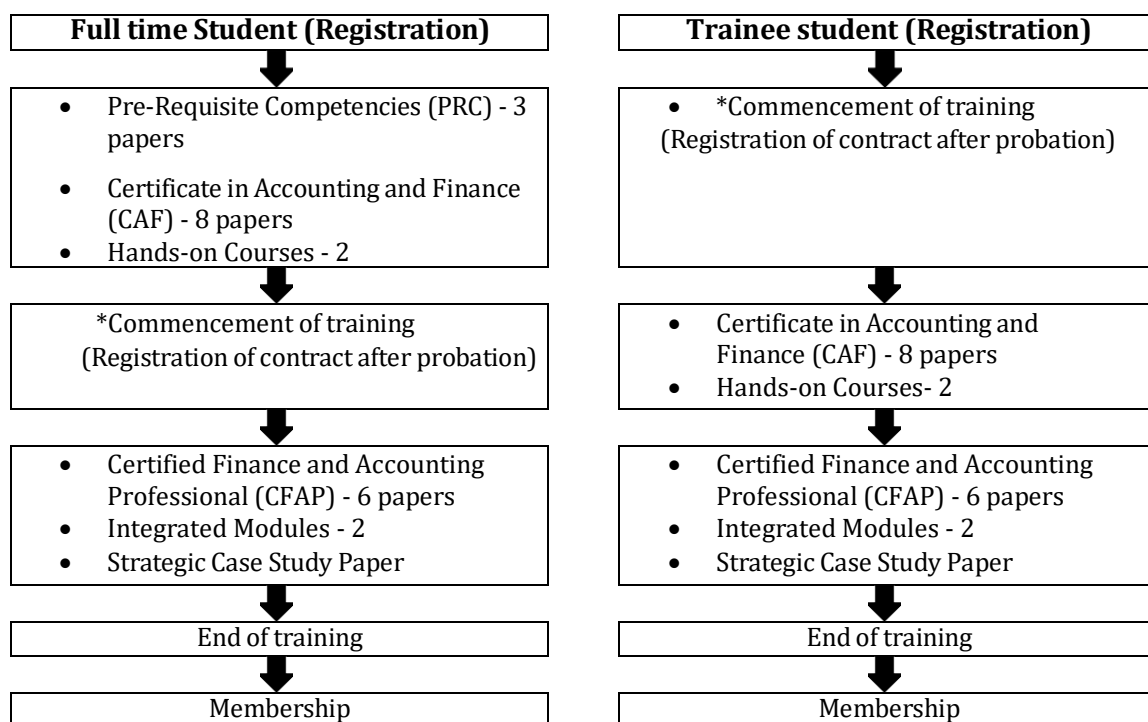 Full time Student (Registration)
• Pre-Requisite Competencies (PRC) - 3
papers
• Certificate in Accounting and Finance
(CAF) - 8 papers
• Hands-on Courses - 2
*Commencement of training
(Registration of contract after probation)
• Certified Finance and Accounting
Professional (CFAP) - 6 papers
• Integrated Modules - 2
• Strategic Case Study Paper
End of training
Membership
Trainee student (Registration)
• *Commencement of training
(Registration of contract after probation)
• Certificate in Accounting and
Finance (CAF) - 8 papers
• Hands-on Courses- 2
• Certified Finance and Accounting
Professional (CFAP) - 6 papers
• Integrated Modules - 2
• Strategic Case Study Paper
End of training
Membership